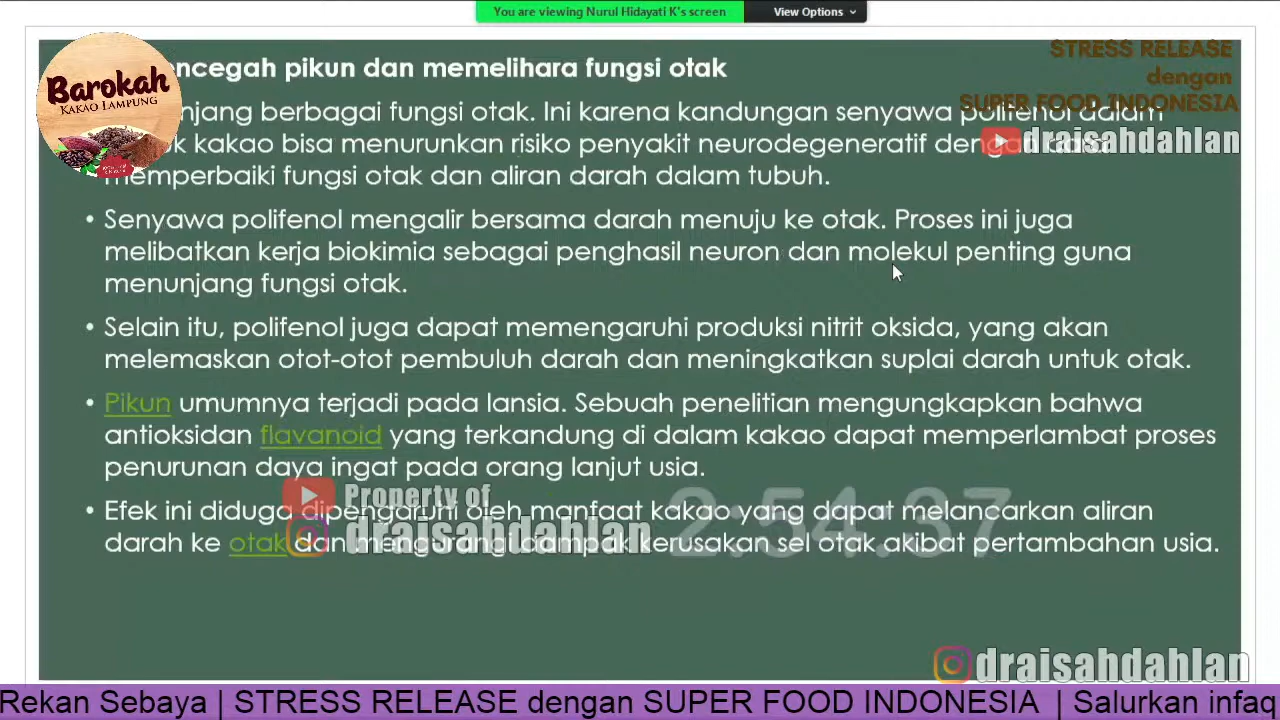 You are viewing Nurul Hidayati K's screen
View Options
Barokah
KAKAO LAMPUNG
STRESS RELEASE
dengan
SUPER FOOD INDONESIA
draisahdahlan
encegah pikun dan memelihara fungsi otak
njang berbagai fungsi otak. Ini karena kandungan senyawa polifenol dalam
k kakao bisa menurunkan risiko penyakit neurodegeneratif dengan
memperbaiki fungsi otak dan aliran darah dalam tubuh.
• Senyawa polifenol mengalir bersama darah menuju ke otak. Proses ini juga
melibatkan kerja biokimia sebagai penghasil neuron dan molekul penting guna
menunjang fungsi otak.
• Selain itu, polifenol juga dapat memengaruhi produksi nitrit oksida, yang akan
melemaskan otot-otot pembuluh darah dan meningkatkan suplai darah untuk otak.
• Pikun umumnya terjadi pada lansia. Sebuah penelitian mengungkapkan bahwa
antioksidan flavanoid yang terkandung di dalam kakao dapat memperlambat proses
penurunan daya ingat pada orang lanjut usia.
• Efek ini diduga dipengaruhi oleh manfaat kakao yang dapat melancarkan aliran
darah ke otak dan mengurangi dampak kerusakan sel otak akibat pertambahan usia.
Property of
draisahdahlan
2:54.37
draisahdahlan
Rekan Sebaya | STRESS RELEASE dengan SUPER FOOD INDONESIA | Salurkan infaq